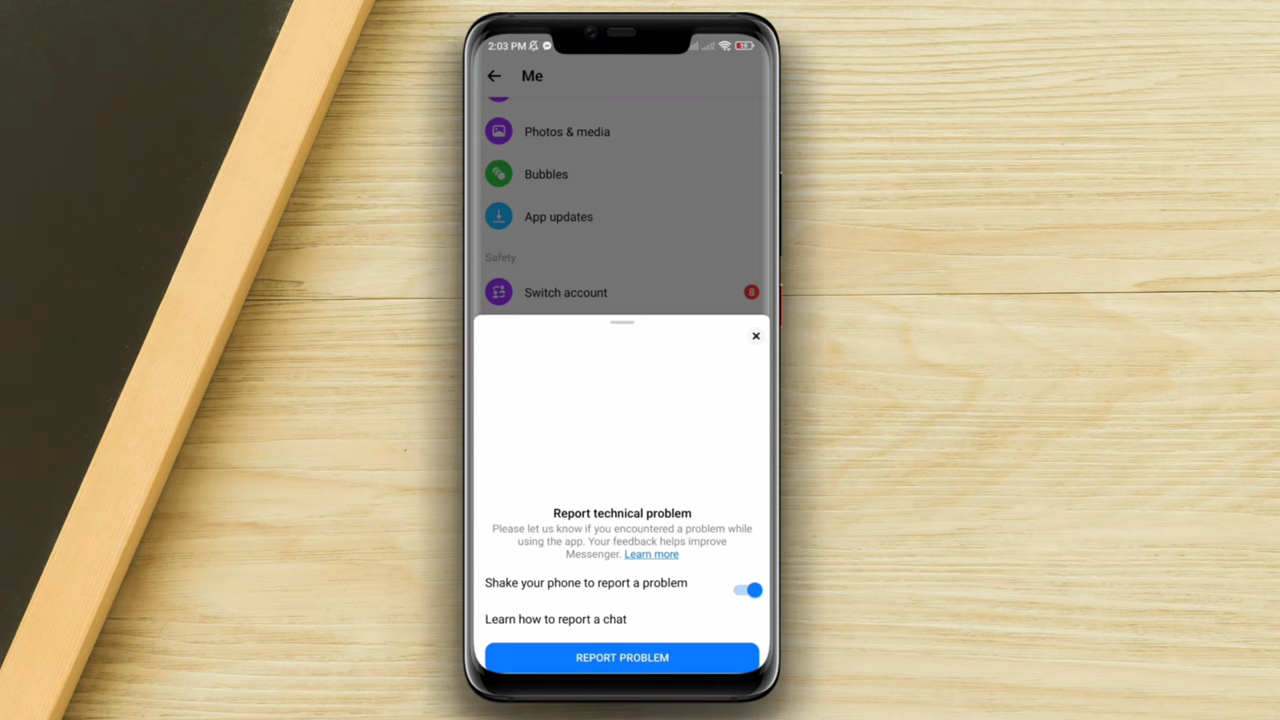 2:03 PM
19
Me
Photos & media
Bubbles
App updates
Safety
Switch account
8
Report technical problem
Please let us know if you encountered a problem while
using the app. Your feedback helps improve
Messenger. Learn more
Shake your phone to report a problem
Learn how to report a chat
REPORT PROBLEM